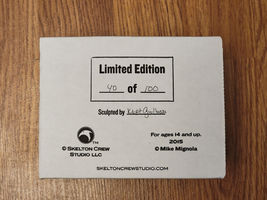 Limited Edition
40 of 100
Sculpted by
TM
© SKELTON CREW
STUDIO LLC
For ages 14 and up.
2015
© Mike Mignola
SKELTONCREWSTUDIO.COM